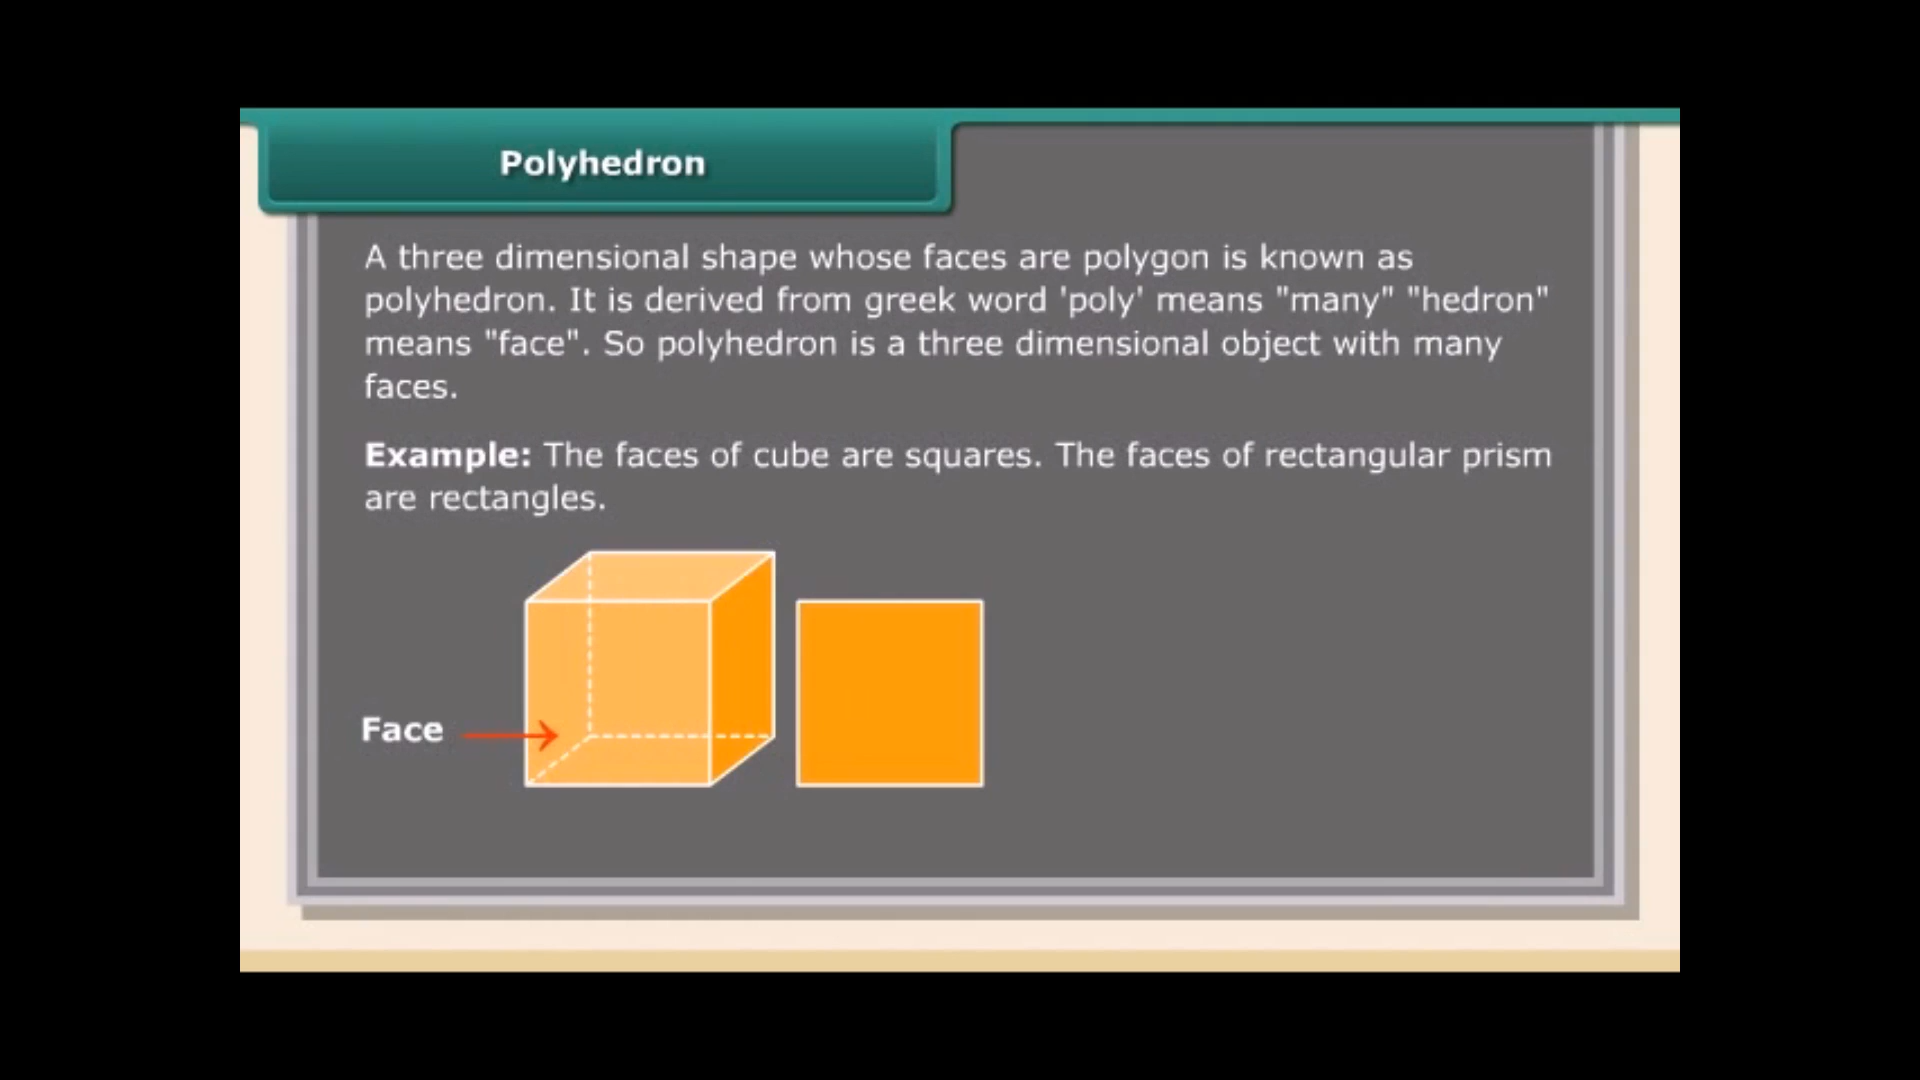 Polyhedron
A three dimensional shape whose faces are polygon is known as
polyhedron. It is derived from greek word 'poly' means "many" "hedron"
means "face". So polyhedron is a three dimensional object with many
faces.
Example: The faces of cube are squares. The faces of rectangular prism
are rectangles.
Face